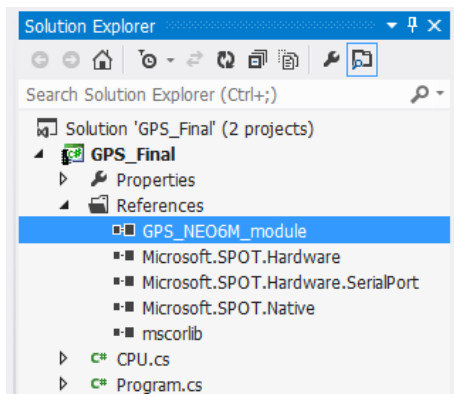 Solution Explorer
Search Solution Explorer (Ctrl+;)
Solution 'GPS_Final' (2 projects)
GPS_Final
Properties
References
GPS_NEO6M_module
Microsoft.SPOT.Hardware
Microsoft.SPOT.Hardware.SerialPort
Microsoft.SPOT.Native
mscorlib
C# CPU.cs
C# Program.cs